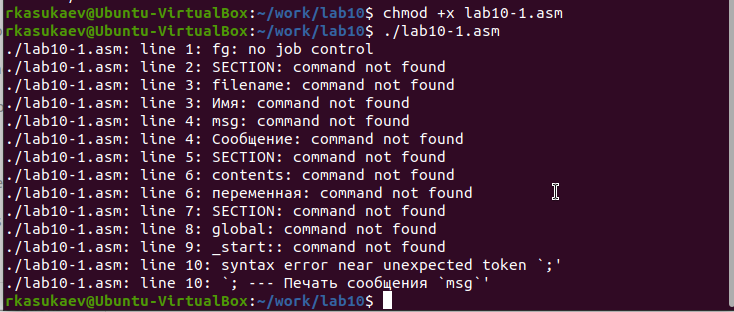 rkasukaev@Ubuntu-VirtualBox:~/work/lab10$ chmod +x lab10-1.asm
rkasukaev@Ubuntu-VirtualBox:~/work/lab10$ ./lab10-1.asm
./lab10-1.asm: line 1: fg: no job control
./lab10-1.asm: line 2: SECTION: command not found
./lab10-1.asm: line 3: filename: command not found
./lab10-1.asm: line 3: Имя: command not found
./lab10-1.asm: line 4: msg: command not found
./lab10-1.asm: line 4: Сообщение: command not found
./lab10-1.asm: line 5: SECTION: command not found
./lab10-1.asm: line 6: contents: command not found
./lab10-1.asm: line 6: переменная: command not found
./lab10-1.asm: line 7: SECTION: command not found
./lab10-1.asm: line 8: global: command not found
./lab10-1.asm: line 9: _start:: command not found
./lab10-1.asm: line 10: syntax error near unexpected token `;'
./lab10-1.asm: line 10: `; --- Печать сообщения `msg`'
rkasukaev@Ubuntu-VirtualBox:~/work/lab10$